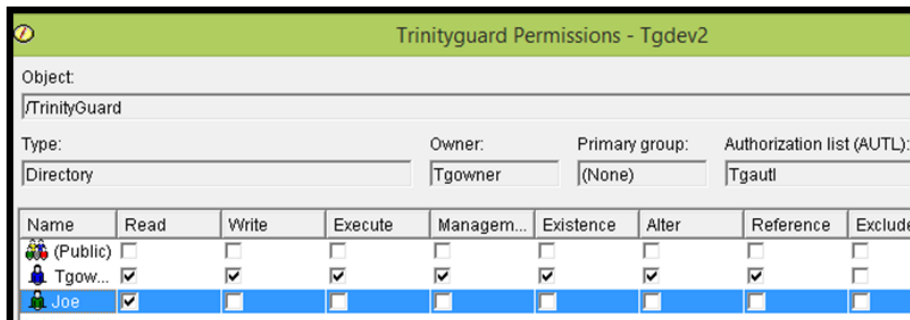 Trinityguard Permissions - Tgdev2
Object:
/TrinityGuard
Type: Owner: Primary group: Authorization list (AUTL):
Directory Tgowner (None) Tgautl
Name Read Write Execute Managem... Existence Alter Reference Exclude
(Public)
Tgow...
Joe